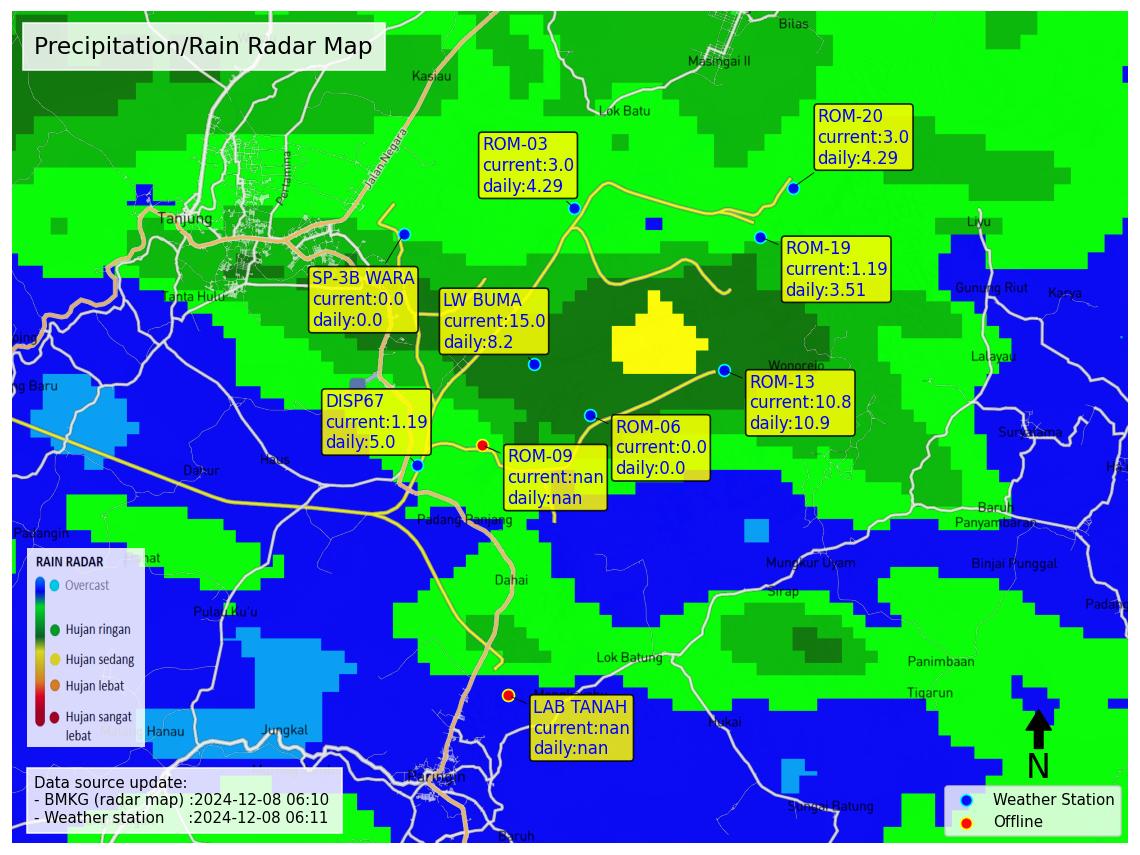 Precipitation/Rain Radar Map
Bilas
Masingai II
Kasiau
Lok Batu
Pertamina
Jalan Negara
Tanjung
Tanta Hulu
ROM-03
current:3.0
daily:4.29
ROM-20
current:3.0
daily:4.29
ROM-19
current:1.19
daily:3.51
SP-3B WARA
current:0.0
daily:0.0
LW BUMA
current:15.0
daily:8.2
Liyu
Gunung Riut
Karya
Lalayau
Wonorejo
ROM-13
current:10.8
daily:10.9
DISP67
current:1.19
daily:5.0
ROM-06
current:0.0
daily:0.0
ROM-09
current:nan
daily:nan
ng Baru
Dahur
Haus
Suryatama
Padang Panjang
Baruh
Panyambaran
Padangin
Mungkur Uyam
Binjai Punggal
Sirap
Dahai
Padang
Pulau Ku'u
Lok Batung
Panimbaan
Tigarun
LAB TANAH
current:nan
daily:nan
Hukai
Hanau
Jungkal
Paringin
Sungai Batung
Baruh
RAIN RADAR
Overcast
Hujan ringan
Hujan sedang
Hujan lebat
Hujan sangat
lebat
Data source update:
- BMKG (radar map) :2024-12-08 06:10
- Weather station :2024-12-08 06:11
N
Weather Station
Offline